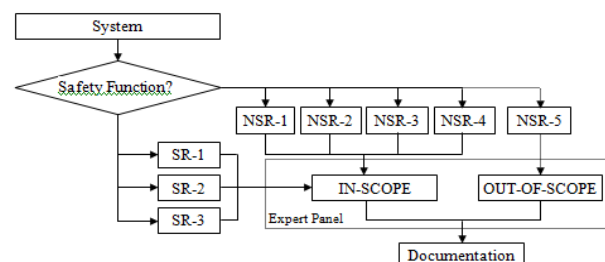 System
Safety Function?
NSR-1 NSR-2 NSR-3 NSR-4 NSR-5
SR-1
SR-2
SR-3
IN-SCOPE OUT-OF-SCOPE
Expert Panel
Documentation